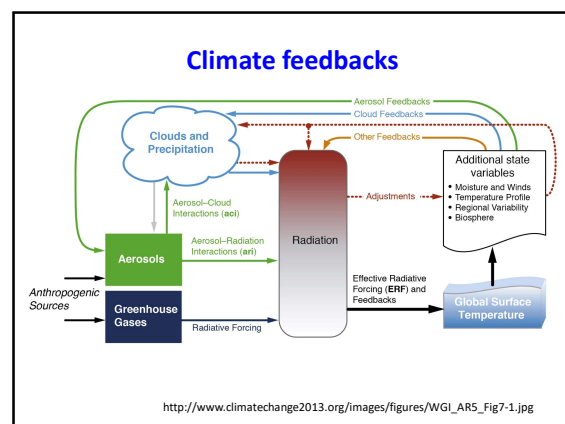 Climate feedbacks
Aerosol Feedbacks
Cloud Feedbacks
Other Feedbacks
Clouds and
Precipitation
Additional state
variables
• Moisture and Winds
• Temperature Profile
• Regional Variability
• Biosphere
Adjustments
Aerosol–Cloud
Interactions (aci)
Aerosol–Radiation
Interactions (ari)
Radiation
Aerosols
Anthropogenic
Sources
Greenhouse
Gases
Radiative Forcing
Effective Radiative
Forcing (ERF) and
Feedbacks
Global Surface
Temperature
http://www.climatechange2013.org/images/figures/WGI_AR5_Fig7-1.jpg